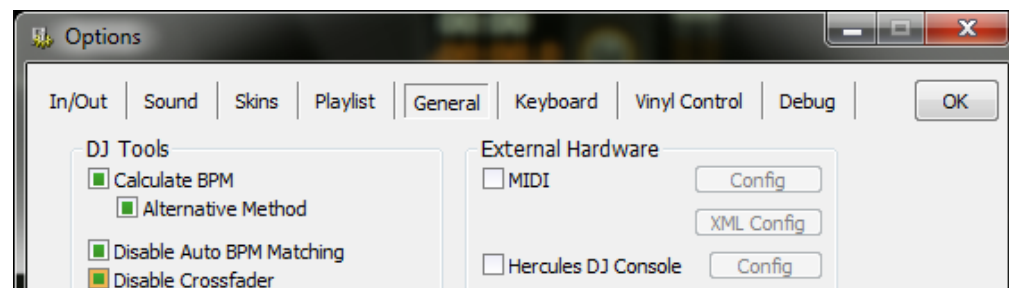 Options
In/Out Sound Skins Playlist General Keyboard Vinyl Control Debug OK
DJ Tools
Calculate BPM
Alternative Method
Disable Auto BPM Matching
Disable Crossfader
External Hardware
MIDI Config
XML Config
Hercules DJ Console Config